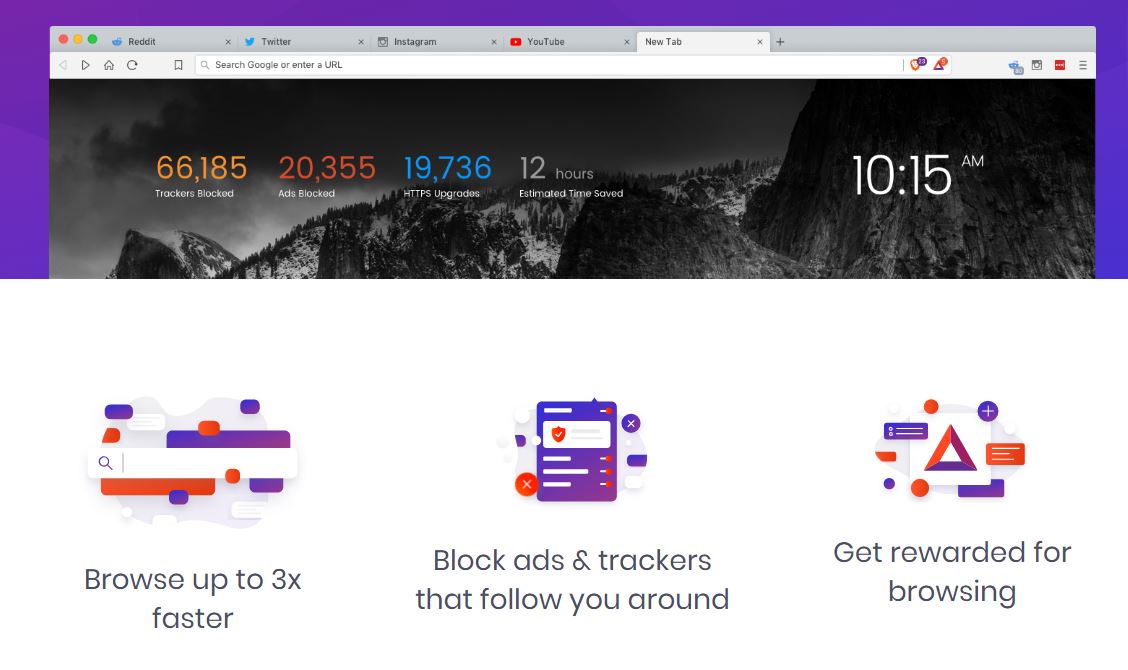 Reddit
Twitter
Instagram
YouTube
New Tab
Search Google or enter a URL
23
5
66,185
20,355
19,736
12 hours
10:15 AM
Trackers Blocked
Ads Blocked
HTTPS Upgrades
Estimated Time Saved
Browse up to 3x
faster
Block ads & trackers
that follow you around
Get rewarded for
browsing